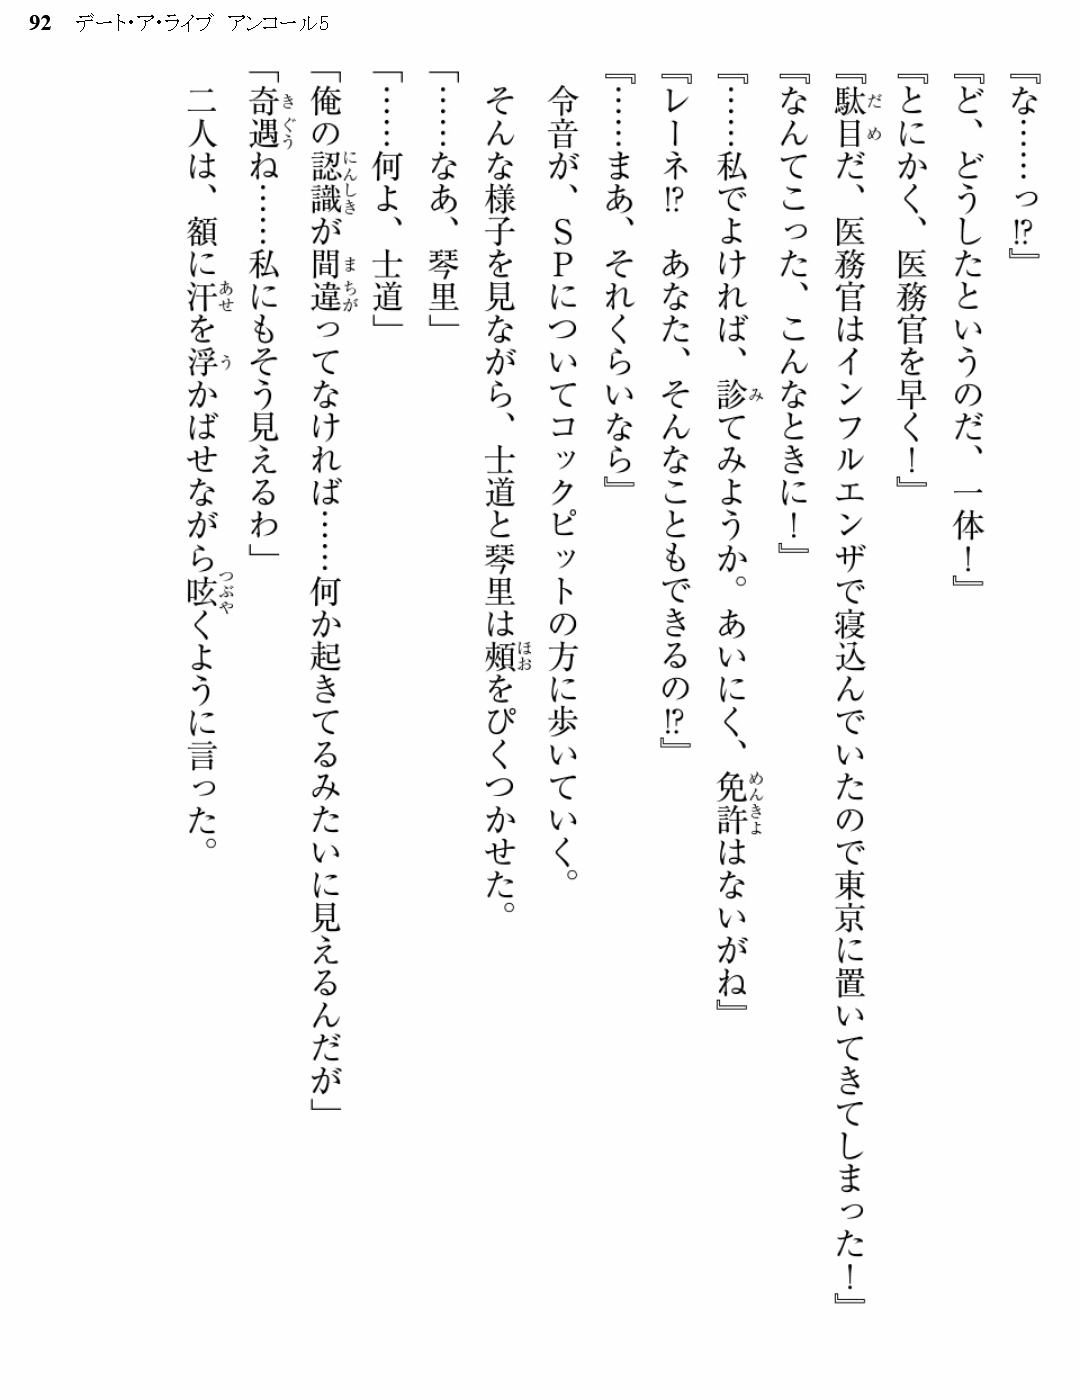 92 デート・ア・ライブ アンコール5
『な……っ!?』
『ど、どうしたというのだ、一体！』
『とにかく、医務官を早く！』
『駄目だ、医務官はインフルエンザで寝込んでいたので東京に置いてきてしまった！』
『なんてこった、こんなときに！』
『……私でよければ、診てみようか。あいにく、免許はないがね』
『レーネ!?　あなた、そんなこともできるの!?』
『……まあ、それくらいなら』
　令音が、ＳＰについてコックピットの方に歩いていく。
　そんな様子を見ながら、士道と琴里は頰をぴくつかせた。
「……なあ、琴里」
「……何よ、士道」
「俺の認識が間違ってなければ……何か起きてるみたいに見えるんだが」
「奇遇ね……私にもそう見えるわ」
　二人は、額に汗を浮かばせながら呟くように言った。